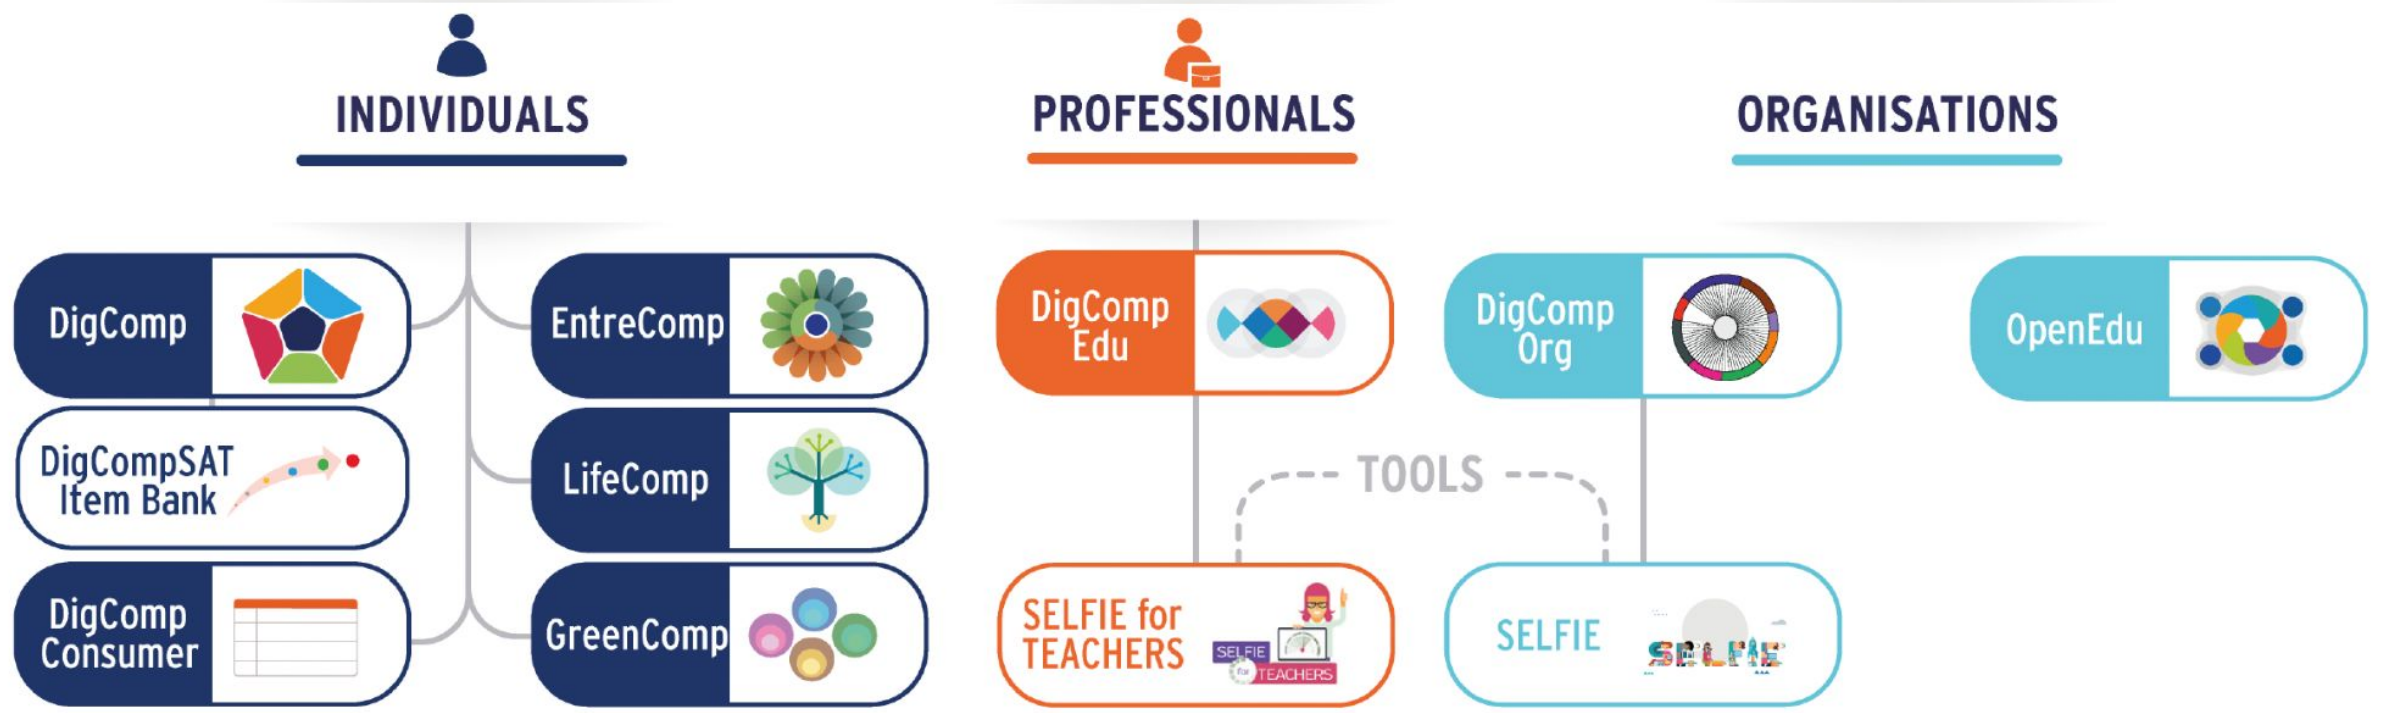 INDIVIDUALS
PROFESSIONALS
ORGANISATIONS
DigComp
EntreComp
DigComp
Edu
DigComp
Org
OpenEdu
DigCompSAT
Item Bank
LifeComp
TOOLS
DigComp
Consumer
GreenComp
SELFIE for
TEACHERS
SELFIE
for TEACHERS
SELFIE
SELFIE